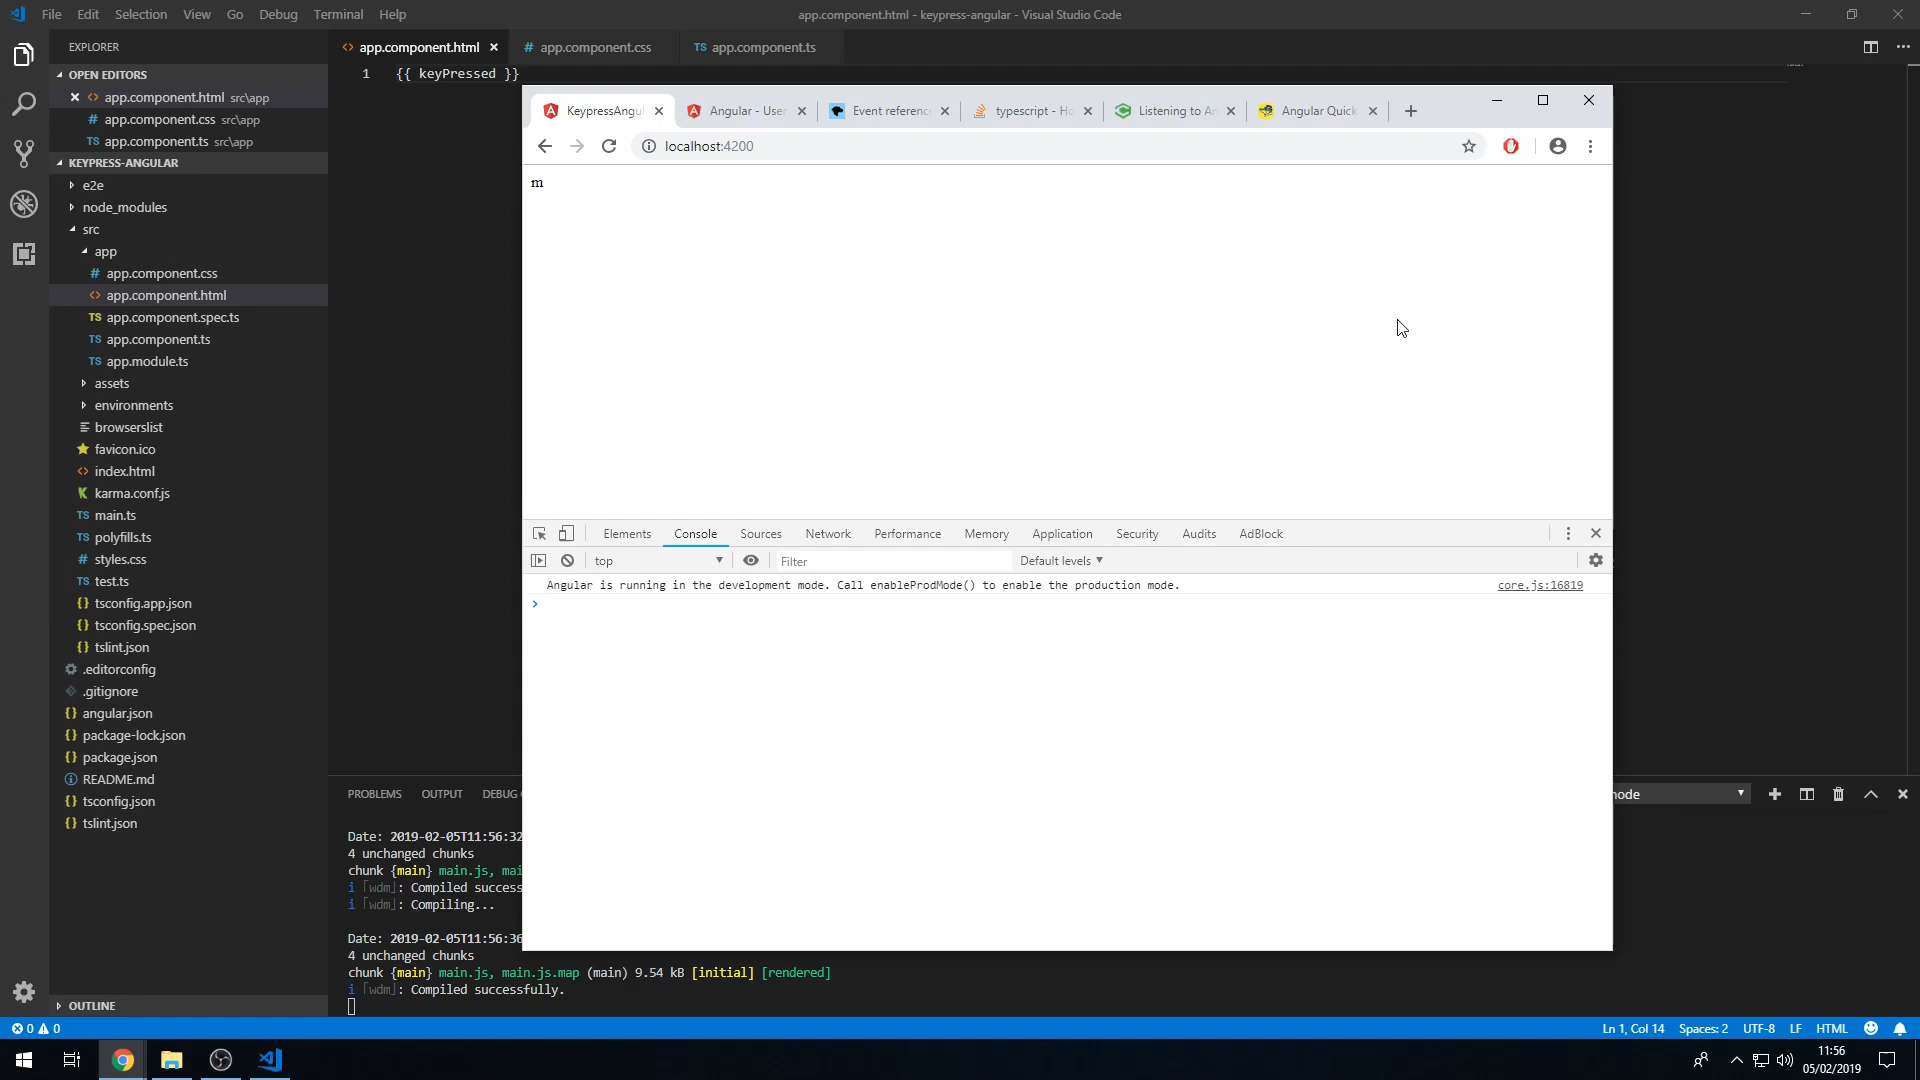 File Edit Selection View Go Debug Terminal Help
app.component.html - keypress-angular - Visual Studio Code
EXPLORER
OPEN EDITORS
app.component.html src\app
app.component.css src\app
app.component.ts src\app
KEYPRESS-ANGULAR
e2e
node_modules
src
app
app.component.css
app.component.html
app.component.spec.ts
app.component.ts
app.module.ts
assets
environments
browserslist
favicon.ico
index.html
karma.conf.js
main.ts
polyfills.ts
styles.css
test.ts
tsconfig.app.json
tsconfig.spec.json
tslint.json
.editorconfig
.gitignore
angular.json
package-lock.json
package.json
README.md
tsconfig.json
tslint.json
OUTLINE
app.component.html app.component.css TS app.component.ts
1 {{ keyPressed }}
KeypressAngul Angular - User Event reference typescript - Ho Listening to An Angular Quick
localhost:4200
m
Elements Console Sources Network Performance Memory Application Security Audits AdBlock
top Filter Default levels
Angular is running in the development mode. Call enableProdMode() to enable the production mode. core.js:16819
>
PROBLEMS OUTPUT DEBUG node
Date: 2019-02-05T11:56:32
4 unchanged chunks
chunk {main} main.js, mai
i ｢wdm｣: Compiled success
i ｢wdm｣: Compiling...
Date: 2019-02-05T11:56:36
4 unchanged chunks
chunk {main} main.js, main.js.map (main) 9.54 kB [initial] [rendered]
i ｢wdm｣: Compiled successfully.
0 0 Ln 1, Col 14 Spaces: 2 UTF-8 LF HTML
11:56
05/02/2019